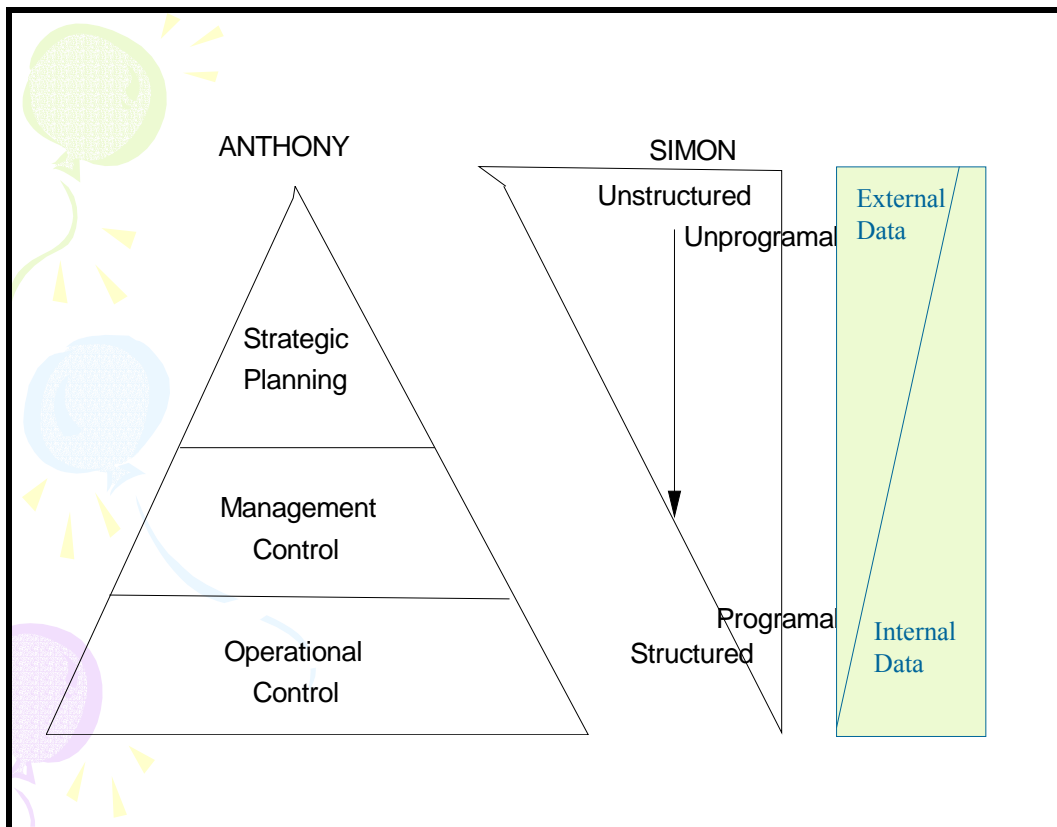 ANTHONY
Strategic
Planning
Management
Control
Operational
Control
SIMON
Unstructured
Unprogramal
Programal
Structured
External
Data
Internal
Data